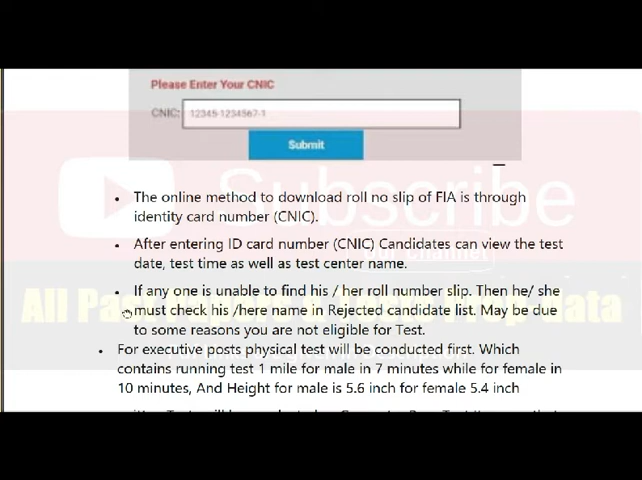 Please Enter Your CNIC
CNIC: 12345-1234567-1
Submit
Subscribe
our channel
All Past data
• The online method to download roll no slip of FIA is through
identity card number (CNIC).
• After entering ID card number (CNIC) Candidates can view the test
date, test time as well as test center name.
• If any one is unable to find his / her roll number slip. Then he/ she
must check his /here name in Rejected candidate list. May be due
to some reasons you are not eligible for Test.
• For executive posts physical test will be conducted first. Which
contains running test 1 mile for male in 7 minutes while for female in
10 minutes, And Height for male is 5.6 inch for female 5.4 inch